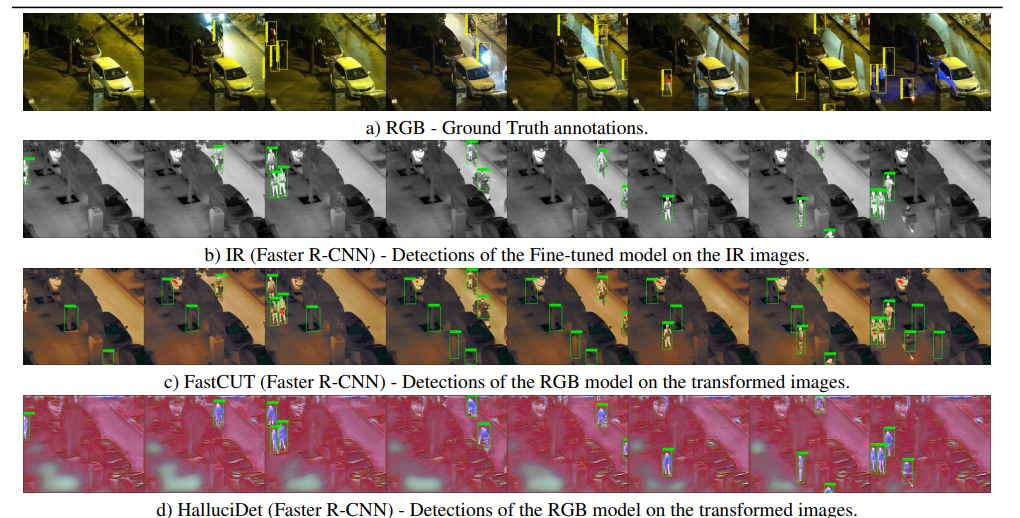 a) RGB - Ground Truth annotations.
b) IR (Faster R-CNN) - Detections of the Fine-tuned model on the IR images.
c) FastCUT (Faster R-CNN) - Detections of the RGB model on the transformed images.
d) HalluciDet (Faster R-CNN) - Detections of the RGB model on the transformed images.